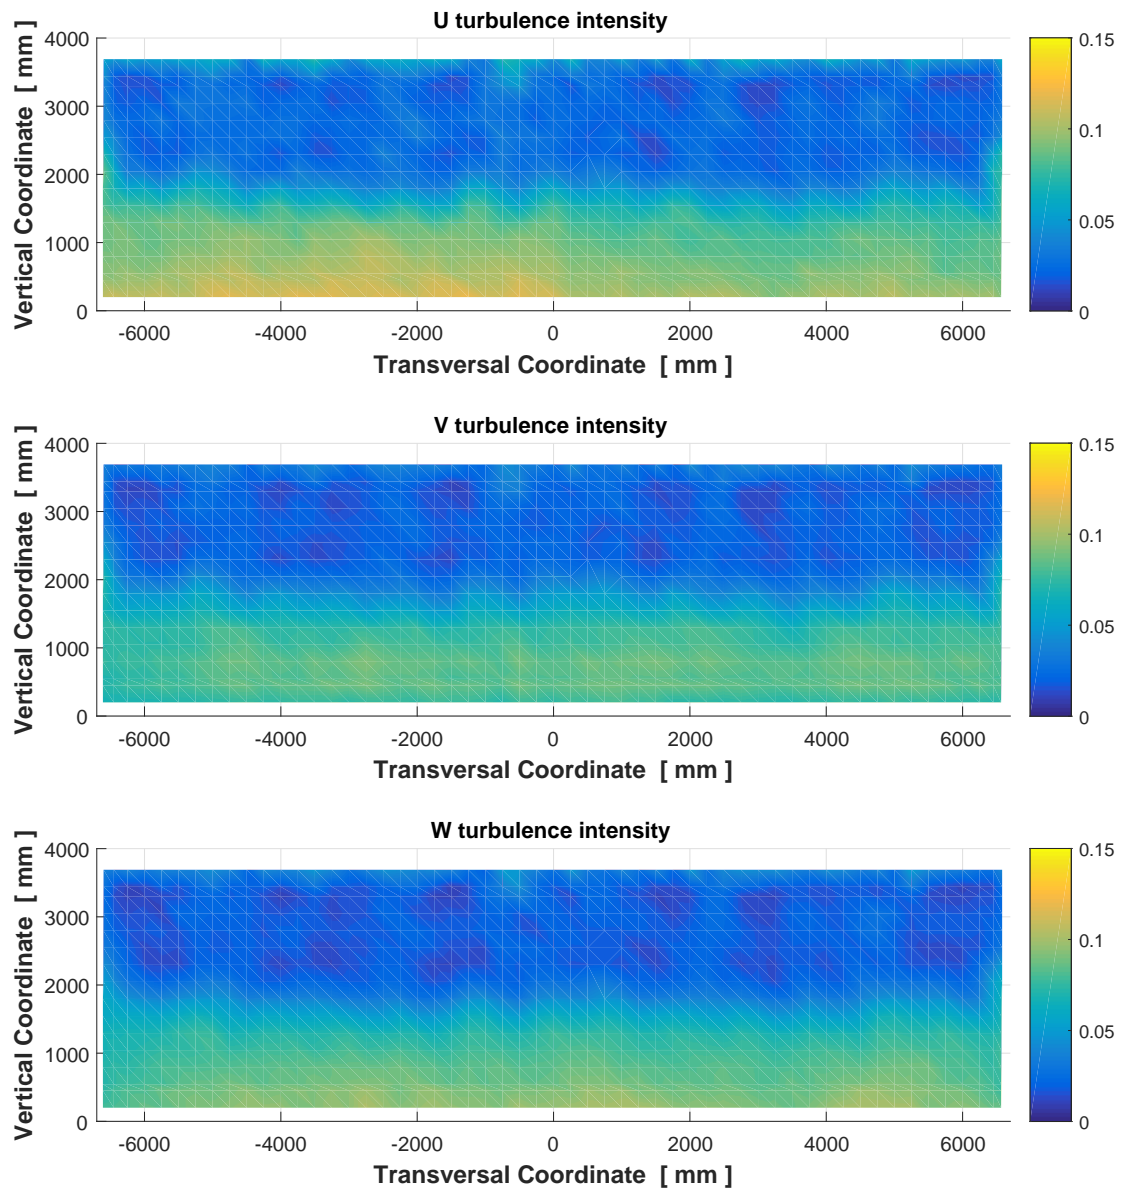 U turbulence intensity
Vertical Coordinate [ mm ]
4000
3000
2000
1000
0
-6000 -4000 -2000 0 2000 4000 6000
Transversal Coordinate [ mm ]
0.15
0.1
0.05
0
V turbulence intensity
Vertical Coordinate [ mm ]
4000
3000
2000
1000
0
-6000 -4000 -2000 0 2000 4000 6000
Transversal Coordinate [ mm ]
0.15
0.1
0.05
0
W turbulence intensity
Vertical Coordinate [ mm ]
4000
3000
2000
1000
0
-6000 -4000 -2000 0 2000 4000 6000
Transversal Coordinate [ mm ]
0.15
0.1
0.05
0